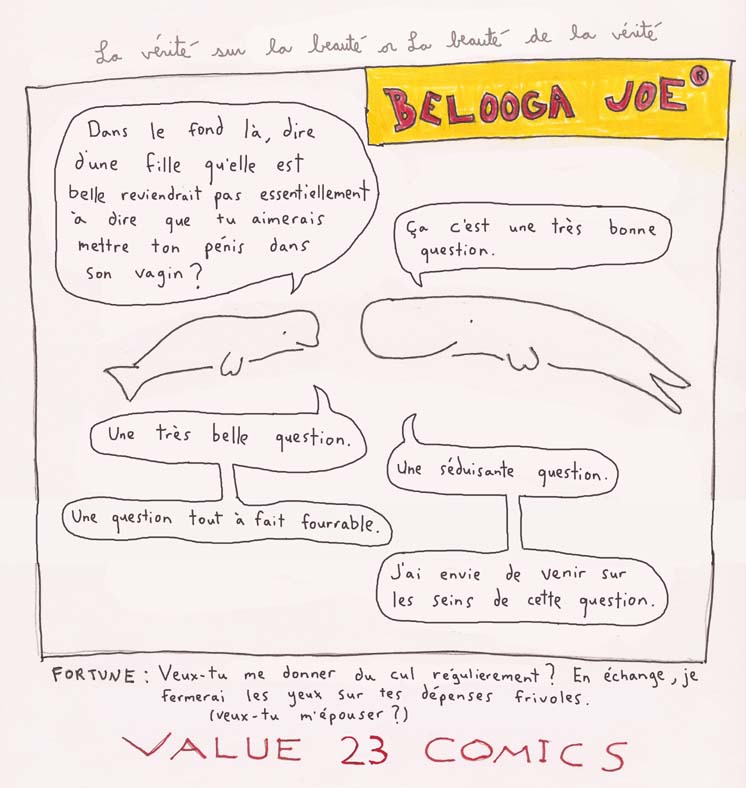 La vérité sur la beauté or La beauté de la vérité
BELOOGA JOE®
Dans le fond là, dire
d'une fille qu'elle est
belle reviendrait pas essentiellement
à dire que tu aimerais
mettre ton pénis dans
son vagin?
Ça c'est une très bonne
question.
Une très belle question.
Une séduisante question.
Une question tout à fait fourrable.
J'ai envie de venir sur
les seins de cette question.
FORTUNE : Veux-tu me donner du cul régulierement? En échange, je
fermerai les yeux sur tes dépenses frivoles.
(veux-tu m'épouser?)
VALUE 23 COMICS